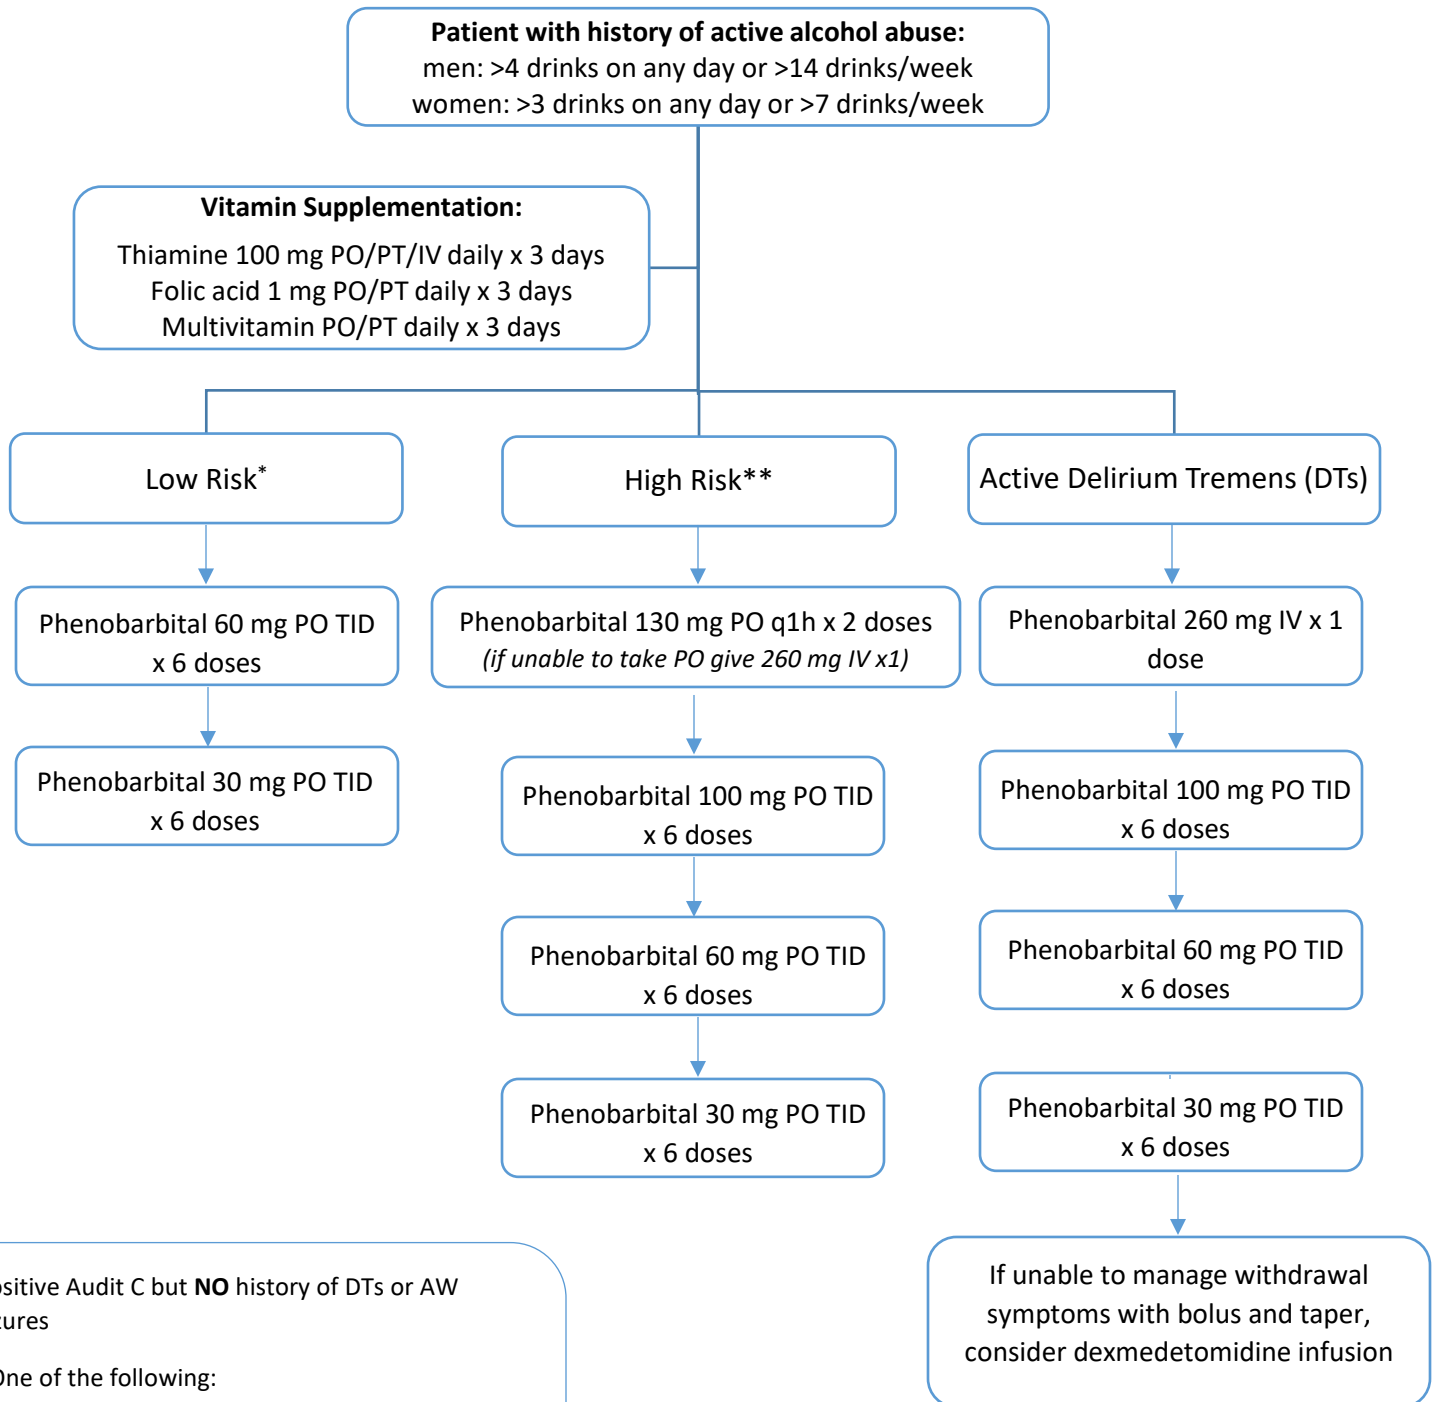 Patient with history of active alcohol abuse:
men: >4 drinks on any day or >14 drinks/week
women: >3 drinks on any day or >7 drinks/week
Vitamin Supplementation:
Thiamine 100 mg PO/PT/IV daily x 3 days
Folic acid 1 mg PO/PT daily x 3 days
Multivitamin PO/PT daily x 3 days
Low Risk*
High Risk**
Active Delirium Tremens (DTs)
Phenobarbital 60 mg PO TID
x 6 doses
Phenobarbital 30 mg PO TID
x 6 doses
Phenobarbital 130 mg PO q1h x 2 doses
(if unable to take PO give 260 mg IV x1)
Phenobarbital 100 mg PO TID
x 6 doses
Phenobarbital 60 mg PO TID
x 6 doses
Phenobarbital 30 mg PO TID
x 6 doses
Phenobarbital 260 mg IV x 1
dose
Phenobarbital 100 mg PO TID
x 6 doses
Phenobarbital 60 mg PO TID
x 6 doses
Phenobarbital 30 mg PO TID
x 6 doses
If unable to manage withdrawal
symptoms with bolus and taper,
consider dexmedetomidine infusion
Audit C but NO history of DTs or AW
One of the following: